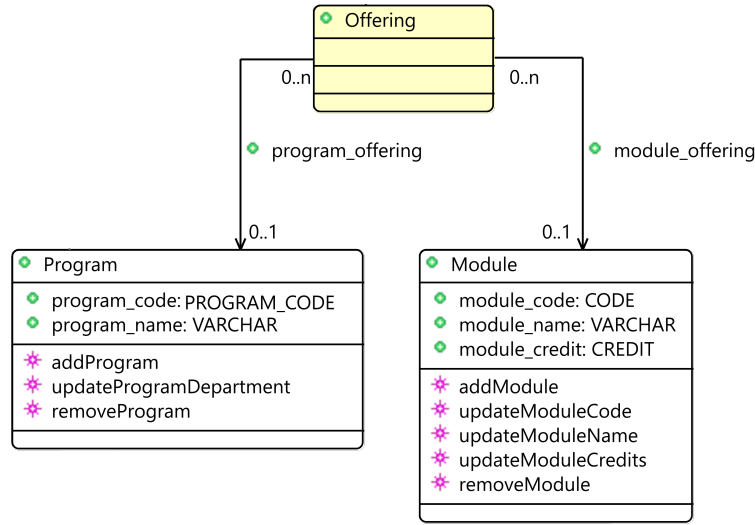 Offering
0..n
0..n
program_offering
module_offering
0..1
0..1
Program
program_code: PROGRAM_CODE
program_name: VARCHAR
addProgram
updateProgramDepartment
removeProgram
Module
module_code: CODE
module_name: VARCHAR
module_credit: CREDIT
addModule
updateModuleCode
updateModuleName
updateModuleCredits
removeModule